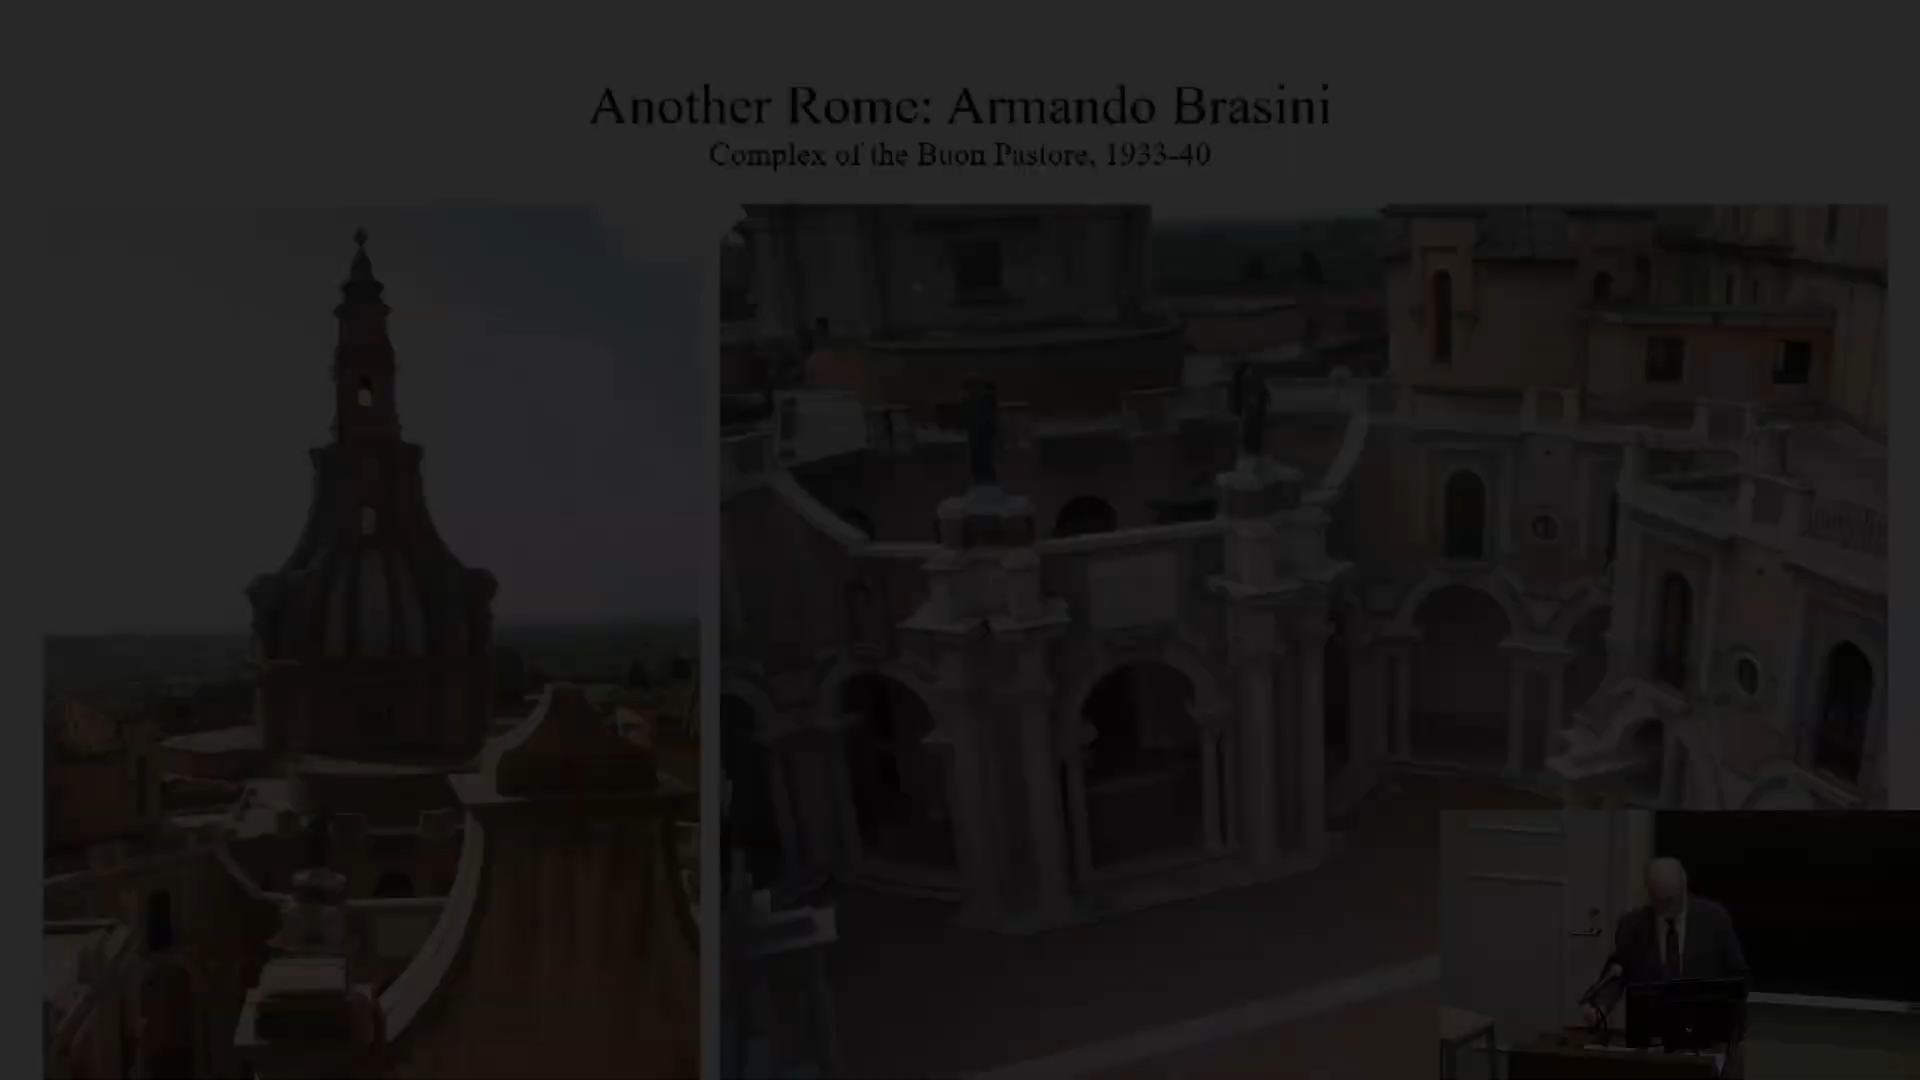 Another Rome: Armando Brasini
Complex of the Buon Pastore, 1933-40